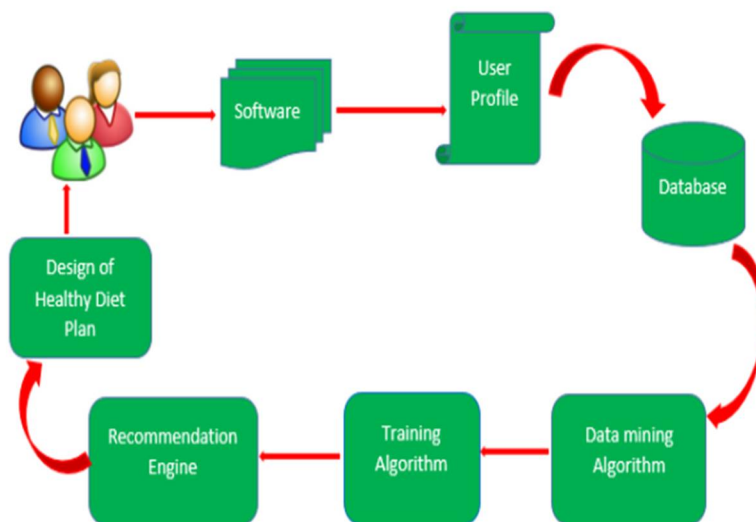 Software
User
Profile
Database
Data mining
Algorithm
Training
Algorithm
Recommendation
Engine
Design of
Healthy Diet
Plan